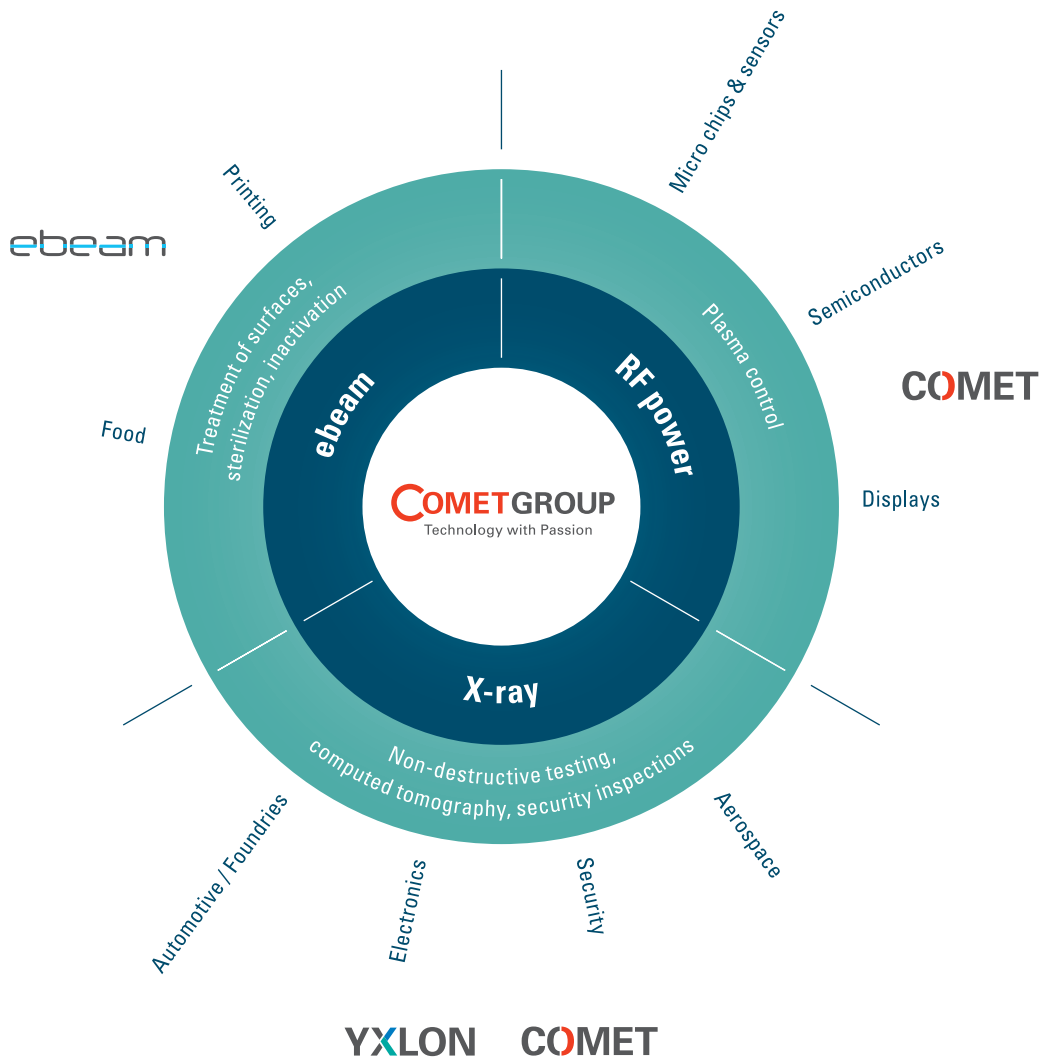 Micro chips & sensors
Printing
ebeam
Semiconductors
Treatment of surfaces,
sterilization, inactivation
Plasma control
ebeam
RF power
COMET
Food
COMETGROUP
Technology with Passion
Displays
X-ray
Non-destructive testing,
computed tomography, security inspections
Automotive / Foundries
Electronics
Security
Aerospace
YXLON
COMET